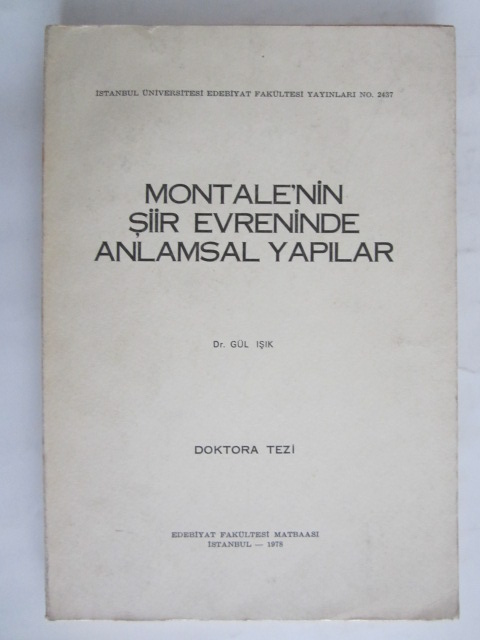 İSTANBUL ÜNİVERSİTESİ EDEBİYAT FAKÜLTESİ YAYINLARI NO. 2437
MONTALE'NİN
ŞİİR EVRENİNDE
ANLAMSAL YAPILAR
Dr. GÜL IŞIK
DOKTORA TEZİ
EDEBİYAT FAKÜLTESİ MATBAASI
İSTANBUL — 1978